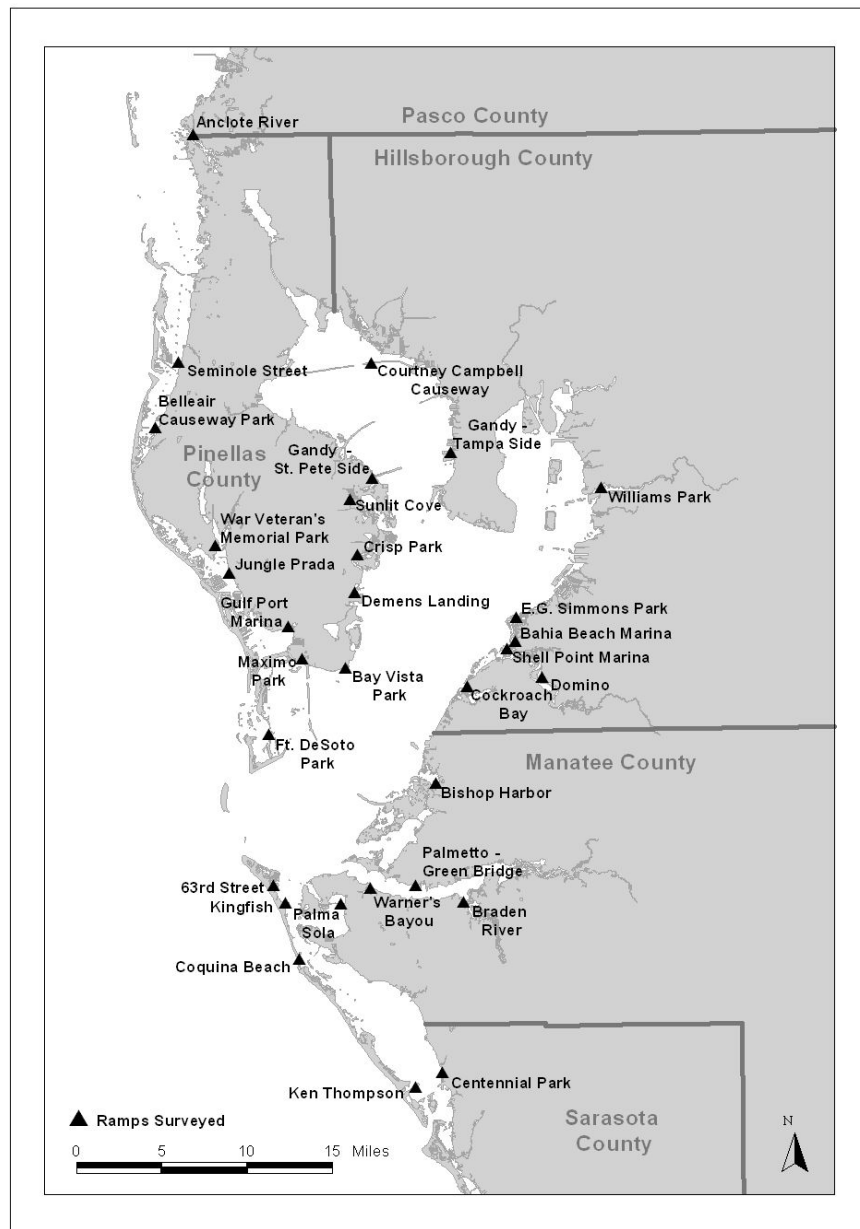 Anclote River
Pasco County
Hillsborough County
Seminole Street
Courtney Campbell
Causeway
Belleair
Causeway Park
Gandy -
Tampa Side
Pinellas
County
Gandy -
St. Pete Side
Williams Park
Sunlit Cove
War Veteran's
Memorial Park
Crisp Park
Jungle Prada
Demens Landing
Gulf Port
Marina
E.G. Simmons Park
Bahia Beach Marina
Shell Point Marina
Maximo
Park
Bay Vista
Park
Domino
Cockroach
Bay
Ft. DeSoto
Park
Manatee County
Bishop Harbor
Palmetto -
Green Bridge
63rd Street
Kingfish
Palma
Sola
Warner's
Bayou
Braden
River
Coquina Beach
Centennial Park
Ken Thompson
Sarasota
County
Ramps Surveyed
0 5 10 15 Miles
N